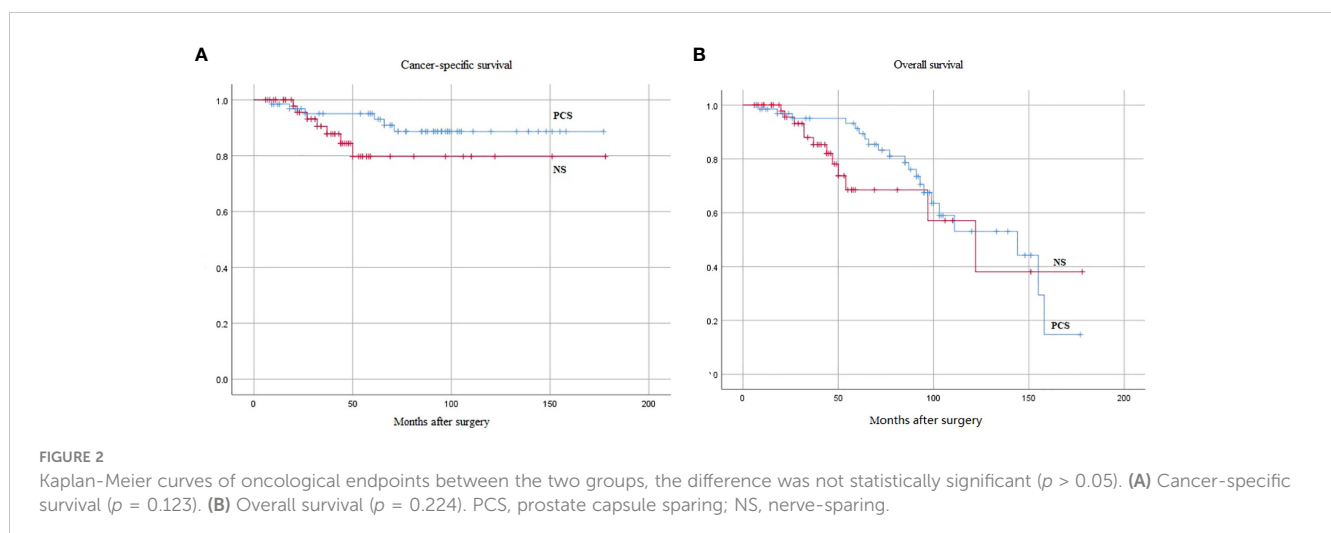 A
Cancer-specific survival
1.0
0.8
0.6
0.4
0.2
0.0
PCS
NS
0 50 100 150 200
Months after surgery
B
Overall survival
1.0
0.8
0.6
0.4
0.2
NS
PCS
0 50 100 150 200
Months after surgery
FIGURE 2
Kaplan-Meier curves of oncological endpoints between the two groups, the difference was not statistically significant (p > 0.05). (A) Cancer-specific
survival (p = 0.123). (B) Overall survival (p = 0.224). PCS, prostate capsule sparing; NS, nerve-sparing.